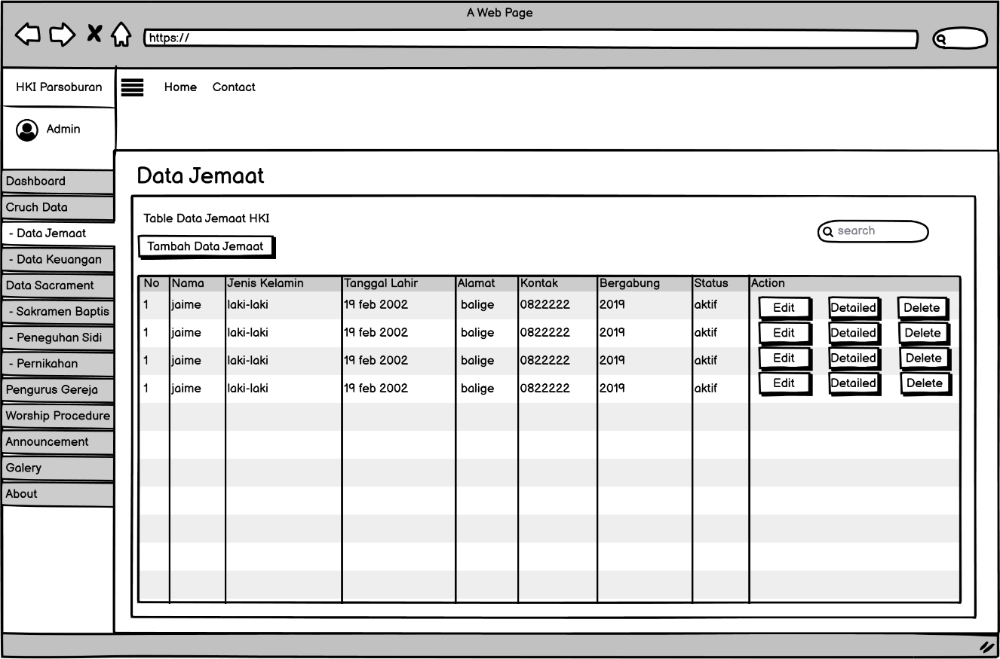 A Web Page
https://
HKI Parsoburan
Home Contact
Admin
Dashboard
Cruch Data
- Data Jemaat
- Data Keuangan
Data Sacrament
- Sakramen Baptis
- Peneguhan Sidi
- Pernikahan
Pengurus Gereja
Worship Procedure
Announcement
Galery
About
Data Jemaat
Table Data Jemaat HKI
search
Tambah Data Jemaat
No Nama Jenis Kelamin Tanggal Lahir Alamat Kontak Bergabung Status Action
1 jaime laki-laki 19 feb 2002 balige 0822222 2019 aktif Edit Detailed Delete
1 jaime laki-laki 19 feb 2002 balige 0822222 2019 aktif Edit Detailed Delete
1 jaime laki-laki 19 feb 2002 balige 0822222 2019 aktif Edit Detailed Delete
1 jaime laki-laki 19 feb 2002 balige 0822222 2019 aktif Edit Detailed Delete